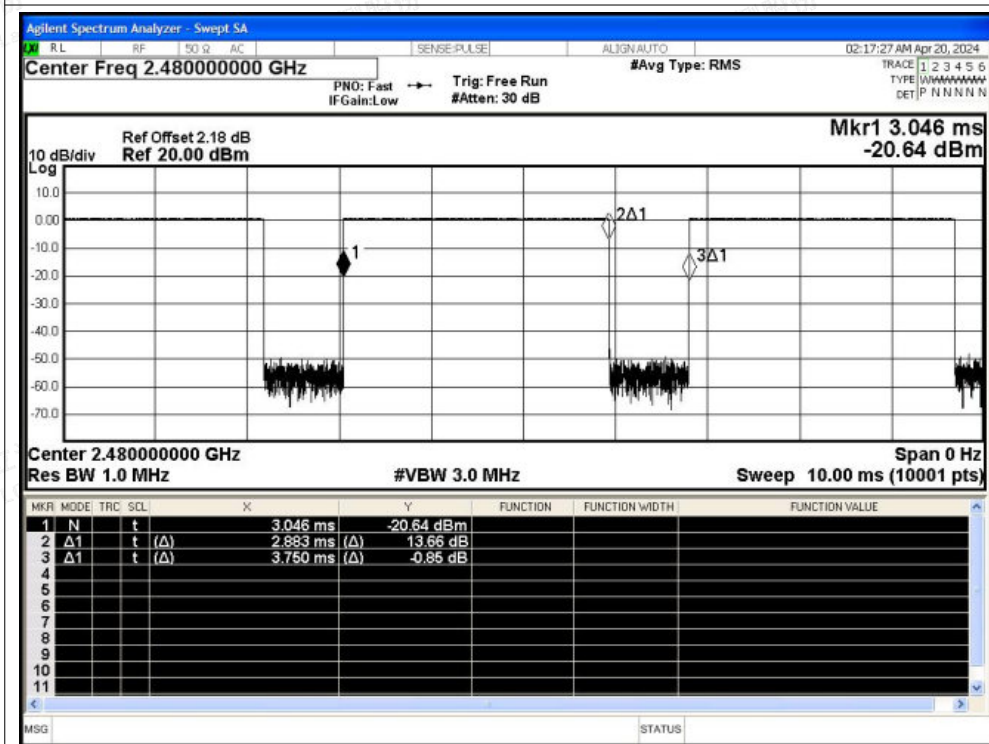 Agilent Spectrum Analyzer - Swept SA
LXI RL RF 50 Ω AC SENSE:PULSE ALIGN AUTO 02:17:27 AM Apr 20, 2024
Center Freq 2.480000000 GHz #Avg Type: RMS TRACE 1 2 3 4 5 6
PNO: Fast Trig: Free Run TYPE WWWWWW
IFGain:Low #Atten: 30 dB DET P N N N N N
Mkr1 3.046 ms
Ref Offset 2.18 dB
10 dB/div Ref 20.00 dBm -20.64 dBm
Log
10.0
0.00
2Δ1
-10.0
1
3Δ1
-20.0
-30.0
-40.0
-50.0
-60.0
-70.0
Center 2.480000000 GHz Span 0 Hz
Res BW 1.0 MHz #VBW 3.0 MHz Sweep 10.00 ms (10001 pts)
MKR MODE TRC SCL X Y FUNCTION FUNCTION WIDTH FUNCTION VALUE
1 N t 3.046 ms -20.64 dBm
2 Δ1 t (Δ) 2.883 ms (Δ) 13.66 dB
3 Δ1 t (Δ) 3.750 ms (Δ) -0.85 dB
4
5
6
7
8
9
10
11
MSG STATUS